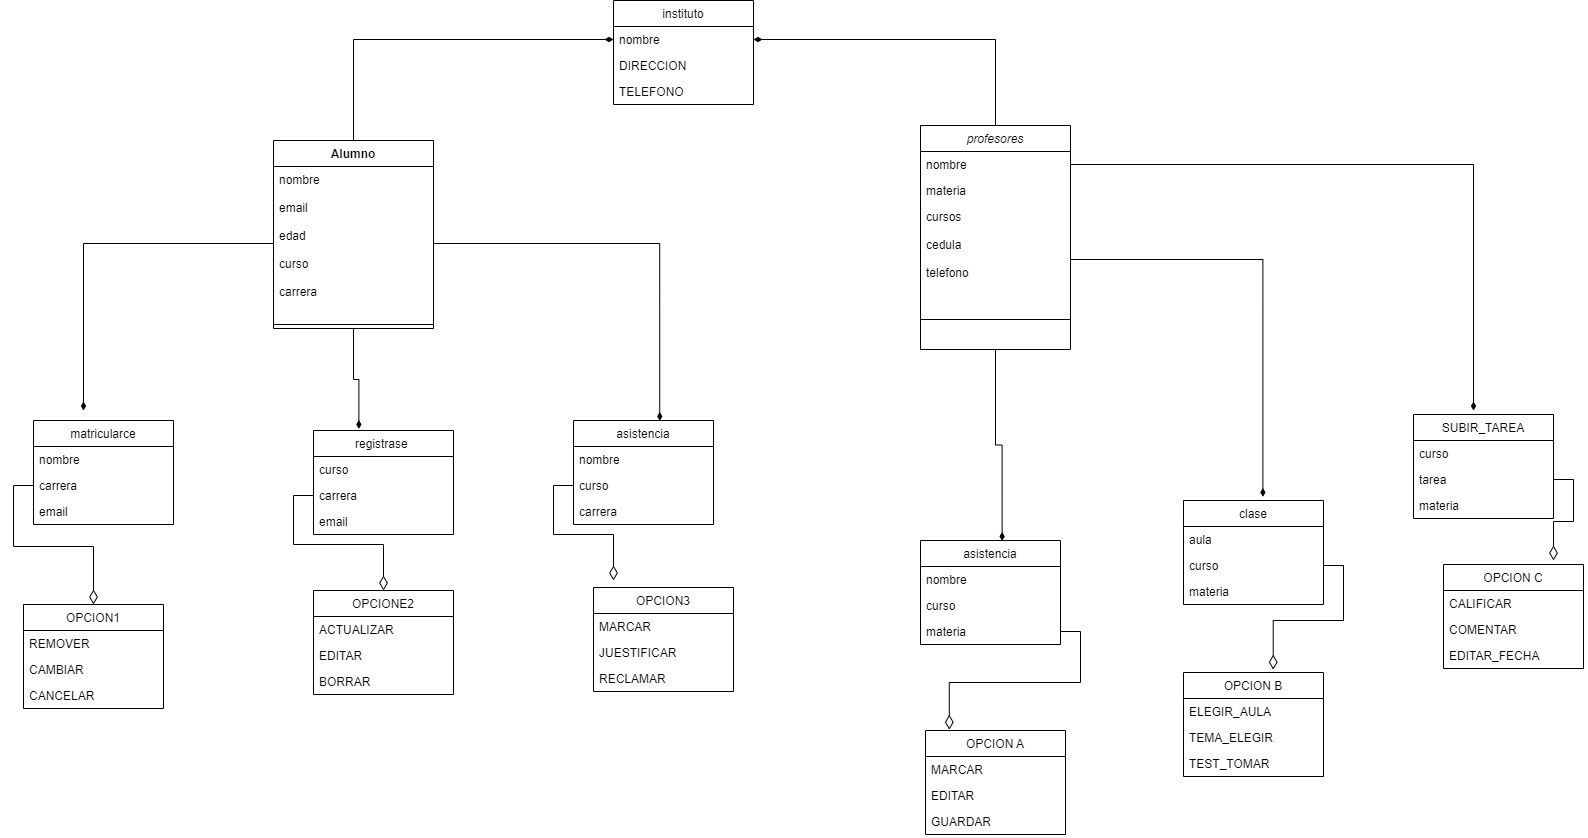 instituto
nombre
DIRECCION
TELEFONO
Alumno
nombre
email
edad
curso
carrera
profesores
nombre
materia
cursos
cedula
telefono
matricularce
nombre
carrera
email
registrase
curso
carrera
email
asistencia
nombre
curso
carrera
asistencia
nombre
curso
materia
clase
aula
curso
materia
SUBIR_TAREA
curso
tarea
materia
OPCION1
REMOVER
CAMBIAR
CANCELAR
OPCIONE2
ACTUALIZAR
EDITAR
BORRAR
OPCION3
MARCAR
JUESTIFICAR
RECLAMAR
OPCION A
MARCAR
EDITAR
GUARDAR
OPCION B
ELEGIR_AULA
TEMA_ELEGIR
TEST_TOMAR
OPCION C
CALIFICAR
COMENTAR
EDITAR_FECHA